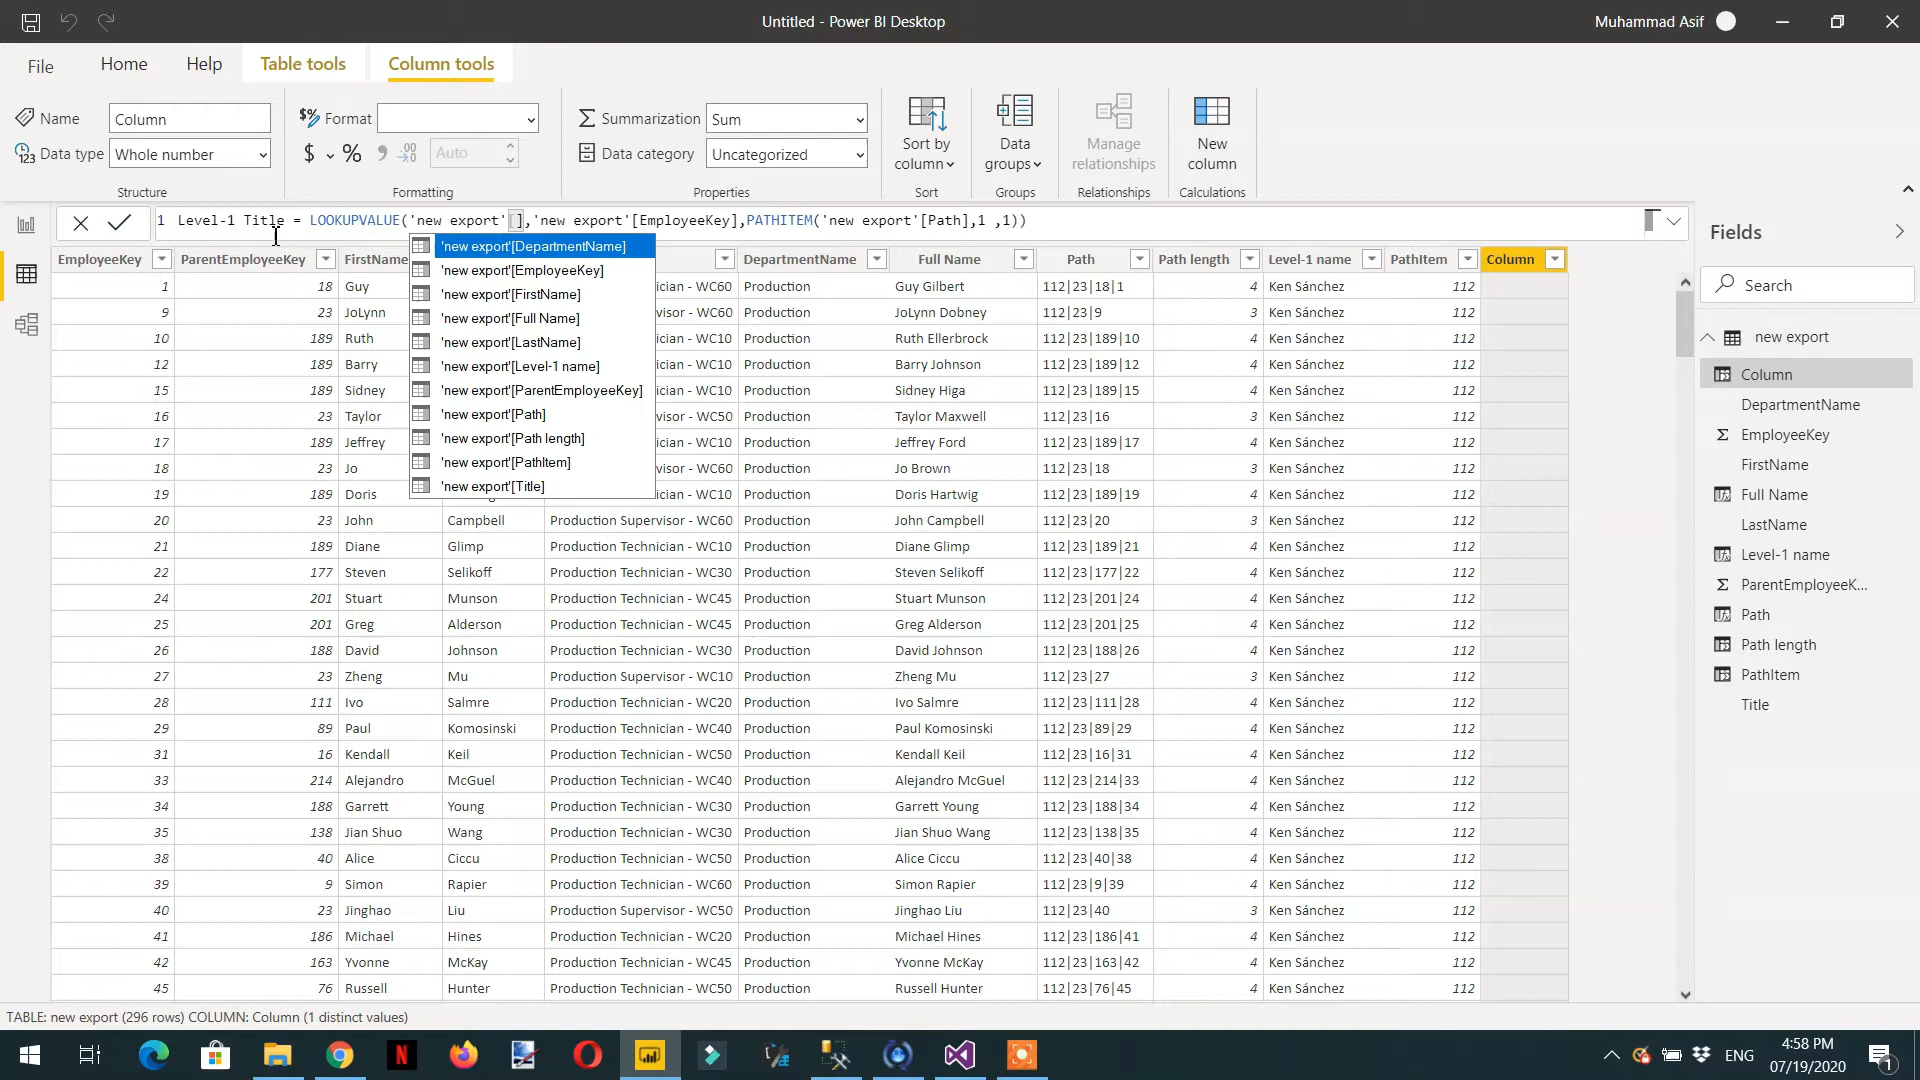 Untitled - Power BI Desktop
Muhammad Asif
File
Home
Help
Table tools
Column tools
Name
Column
Data type
Whole number
Structure
Format
$ % 9 .00
Auto
Formatting
Summarization
Sum
Data category
Uncategorized
Properties
Sort by
column
Sort
Data
groups
Groups
Manage
relationships
Relationships
New
column
Calculations
1 Level-1 Title = LOOKUPVALUE('new export'[],'new export'[EmployeeKey],PATHITEM('new export'[Path],1 ,1))
'new export'[DepartmentName]
'new export'[EmployeeKey]
'new export'[FirstName]
'new export'[Full Name]
'new export'[LastName]
'new export'[Level-1 name]
'new export'[ParentEmployeeKey]
'new export'[Path]
'new export'[Path length]
'new export'[PathItem]
'new export'[Title]
EmployeeKey ParentEmployeeKey FirstName DepartmentName Full Name Path Path length Level-1 name PathItem Column
1 18 Guy ician - WC60 Production Guy Gilbert 112|23|18|1 4 Ken Sánchez 112
9 23 JoLynn rvisor - WC60 Production JoLynn Dobney 112|23|9 3 Ken Sánchez 112
10 189 Ruth ician - WC10 Production Ruth Ellerbrock 112|23|189|10 4 Ken Sánchez 112
12 189 Barry ician - WC10 Production Barry Johnson 112|23|189|12 4 Ken Sánchez 112
15 189 Sidney ician - WC10 Production Sidney Higa 112|23|189|15 4 Ken Sánchez 112
16 23 Taylor rvisor - WC50 Production Taylor Maxwell 112|23|16 3 Ken Sánchez 112
17 189 Jeffrey ician - WC10 Production Jeffrey Ford 112|23|189|17 4 Ken Sánchez 112
18 23 Jo rvisor - WC60 Production Jo Brown 112|23|18 3 Ken Sánchez 112
19 189 Doris ician - WC10 Production Doris Hartwig 112|23|189|19 4 Ken Sánchez 112
20 23 John Campbell Production Supervisor - WC60 Production John Campbell 112|23|20 3 Ken Sánchez 112
21 189 Diane Glimp Production Technician - WC10 Production Diane Glimp 112|23|189|21 4 Ken Sánchez 112
22 177 Steven Selikoff Production Technician - WC30 Production Steven Selikoff 112|23|177|22 4 Ken Sánchez 112
24 201 Stuart Munson Production Technician - WC45 Production Stuart Munson 112|23|201|24 4 Ken Sánchez 112
25 201 Greg Alderson Production Technician - WC45 Production Greg Alderson 112|23|201|25 4 Ken Sánchez 112
26 188 David Johnson Production Technician - WC30 Production David Johnson 112|23|188|26 4 Ken Sánchez 112
27 23 Zheng Mu Production Supervisor - WC10 Production Zheng Mu 112|23|27 3 Ken Sánchez 112
28 111 Ivo Salmre Production Technician - WC20 Production Ivo Salmre 112|23|111|28 4 Ken Sánchez 112
29 89 Paul Komosinski Production Technician - WC40 Production Paul Komosinski 112|23|89|29 4 Ken Sánchez 112
31 16 Kendall Keil Production Technician - WC50 Production Kendall Keil 112|23|16|31 4 Ken Sánchez 112
33 214 Alejandro McGuel Production Technician - WC40 Production Alejandro McGuel 112|23|214|33 4 Ken Sánchez 112
34 188 Garrett Young Production Technician - WC30 Production Garrett Young 112|23|188|34 4 Ken Sánchez 112
35 138 Jian Shuo Wang Production Technician - WC30 Production Jian Shuo Wang 112|23|138|35 4 Ken Sánchez 112
38 40 Alice Ciccu Production Technician - WC50 Production Alice Ciccu 112|23|40|38 4 Ken Sánchez 112
39 9 Simon Rapier Production Technician - WC60 Production Simon Rapier 112|23|9|39 4 Ken Sánchez 112
40 23 Jinghao Liu Production Supervisor - WC50 Production Jinghao Liu 112|23|40 3 Ken Sánchez 112
41 186 Michael Hines Production Technician - WC20 Production Michael Hines 112|23|186|41 4 Ken Sánchez 112
42 163 Yvonne McKay Production Technician - WC45 Production Yvonne McKay 112|23|163|42 4 Ken Sánchez 112
45 76 Russell Hunter Production Technician - WC50 Production Russell Hunter 112|23|76|45 4 Ken Sánchez 112
Fields
Search
new export
Column
DepartmentName
EmployeeKey
FirstName
Full Name
LastName
Level-1 name
ParentEmployeeK...
Path
Path length
PathItem
Title
TABLE: new export (296 rows) COLUMN: Column (1 distinct values)
ENG
4:58 PM
07/19/2020
1